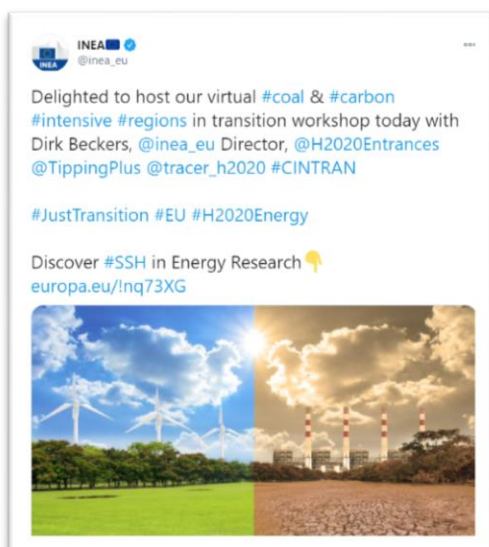 INEA🇪🇺
@inea_eu
Delighted to host our virtual #coal & #carbon
#intensive #regions in transition workshop today with
Dirk Beckers, @inea_eu Director, @H2020Entrances
@TippingPlus @tracer_h2020 #CINTRAN
#JustTransition #EU #H2020Energy
Discover #SSH in Energy Research👇
europa.eu/!nq73XG
INEA